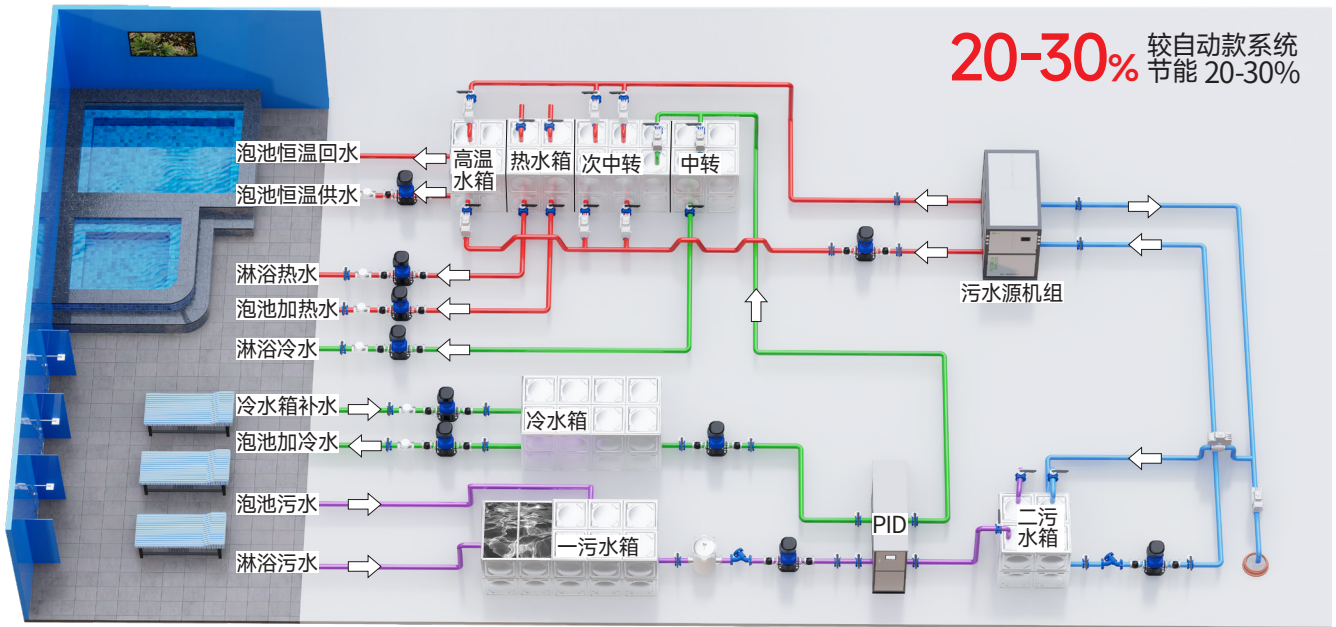 20-30%
较自动款系统
节能 20-30%
泡池恒温回水
高温
水箱
热水箱
次中转
中转
泡池恒温供水
淋浴热水
污水源机组
泡池加热水
淋浴冷水
冷水箱补水
冷水箱
泡池加冷水
泡池污水
一污水箱
PID
二污
水箱
淋浴污水